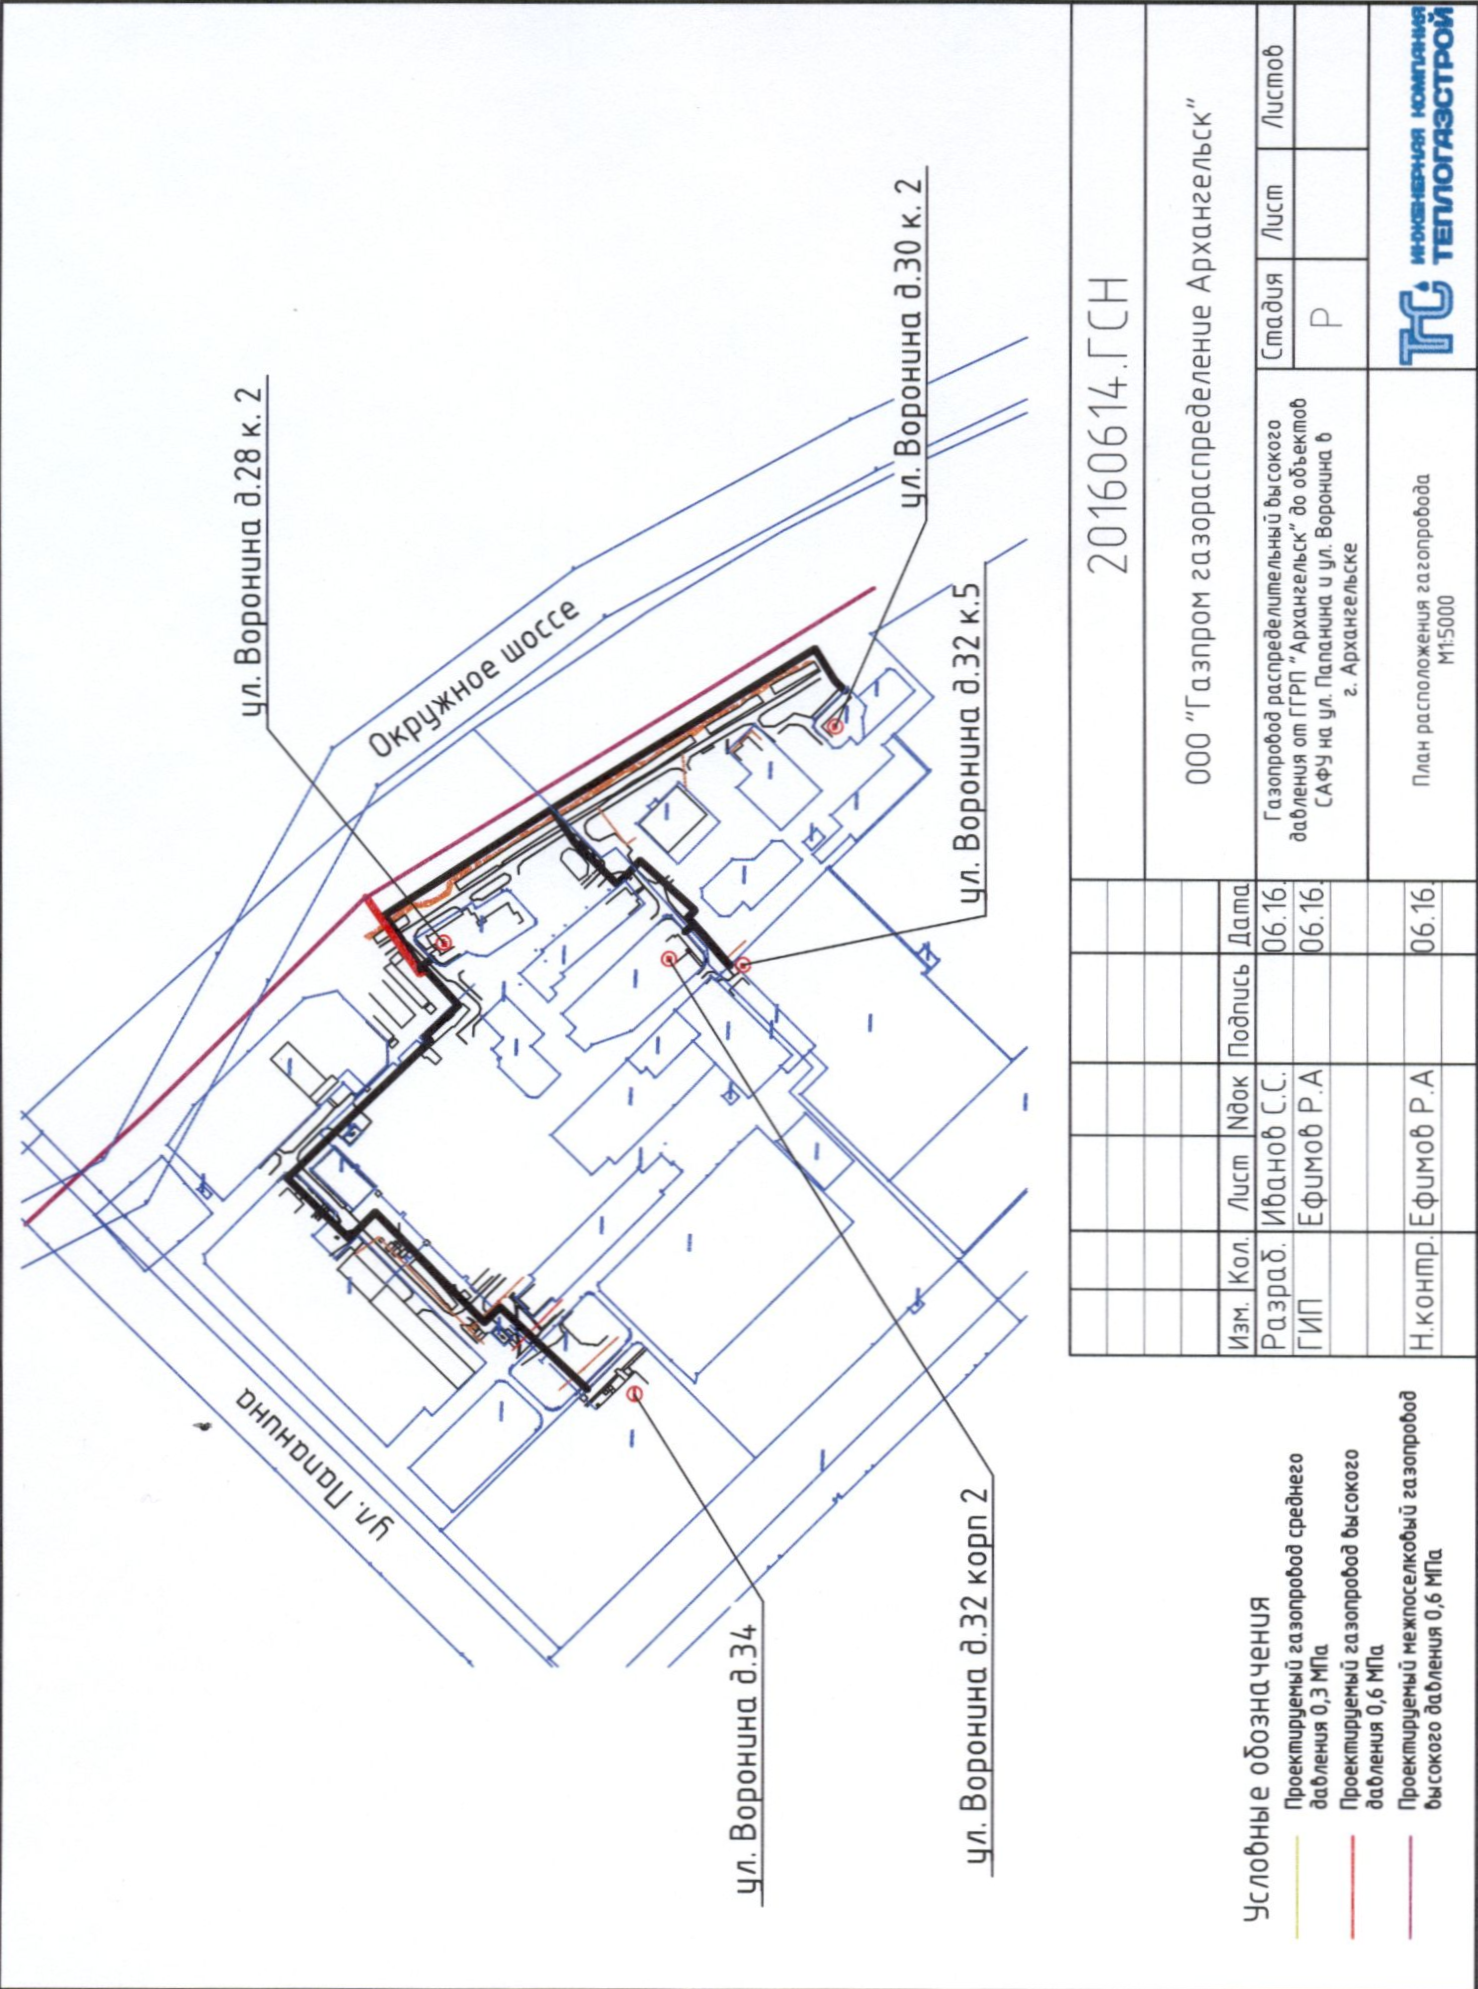 ул. Воронина д.28 к. 2
Окружное шоссе
ул. Воронина д.30 к. 2
ул. Воронина д.32 к.5
ул. Папанина
ул. Воронина д.34
ул. Воронина д.32 корп 2
Условные обозначения
Проектируемый газопровод среднего
давления 0,3 МПа
Проектируемый газопровод высокого
давления 0,6 МПа
Проектируемый межпоселковый газопровод
высокого давления 0,6 МПа
20160614.ГСН
ООО "Газпром газораспределение Архангельск"
Изм. Кол. Лист Nдок Подпись Дата
Разраб. Иванов С.С. 06.16.
ГИП Ефимов Р.А 06.16.
Н.контр. Ефимов Р.А 06.16.
Газопровод распрелительный высокого
давления от ГГРП "Архангельск" до объектов
САФУ на ул. Папанина и ул. Воронина в
г. Архангельске
Стадия Лист Листов
Р
План расположения гагопровода
М1:5000
ТГС
ИНЖЕНЕРНАЯ КОМПАНИЯ
ТЕПЛОГАЗСТРОЙ